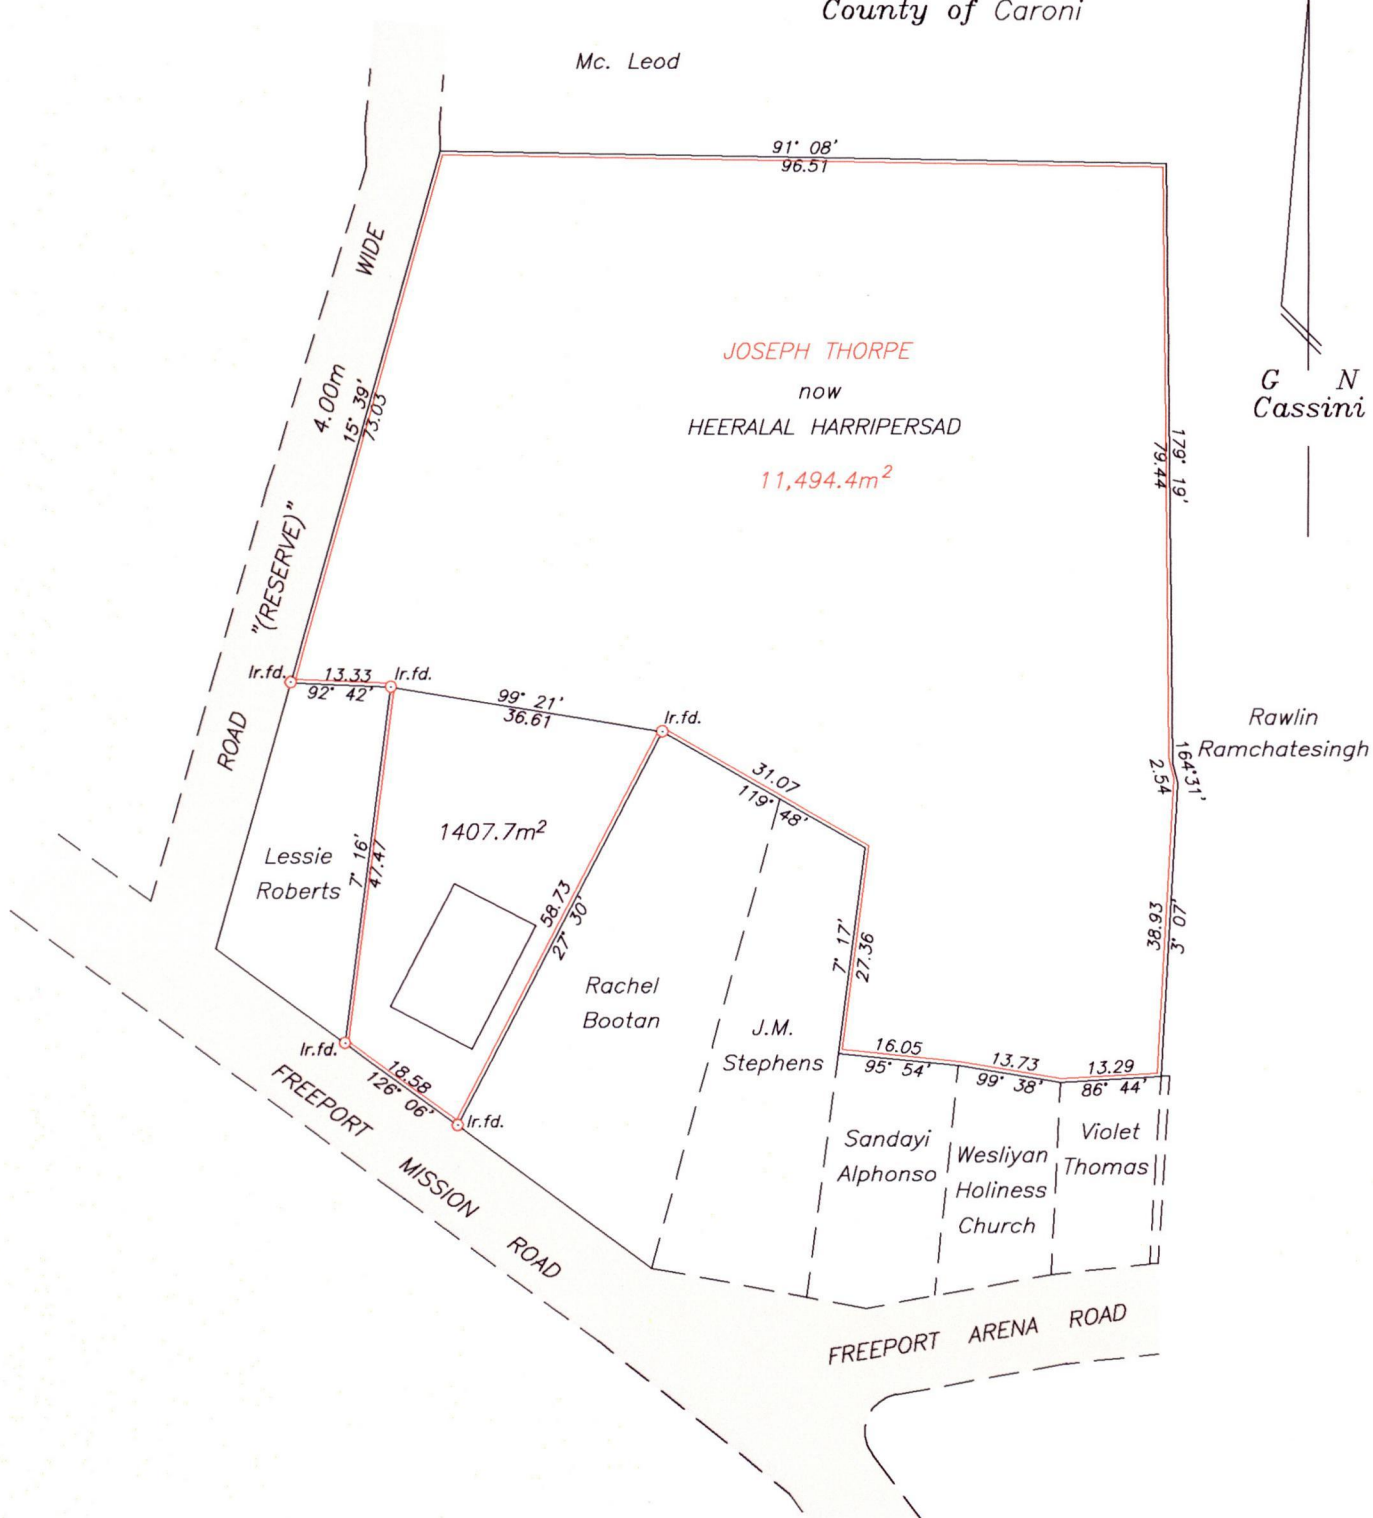 County of Caroni
Mc. Leod
91° 08'
96.51
WIDE
4.00m
15° 39'
73.03
JOSEPH THORPE
now
HEERALAL HARRIPERSAD
11,494.4m²
G N
Cassini
179° 19'
79.44
"(RESERVE)"
ROAD
Ir.fd.
13.33
92° 42'
Ir.fd.
99° 21'
36.61
Ir.fd.
31.07
119° 48'
Rawlin
Ramchatesingh
164°31'
2.54
1407.7m²
Lessie
Roberts
7° 16'
47.47
58.73
27° 30'
7° 17'
27.36
38.93
3° 07'
Rachel
Bootan
J.M.
Stephens
16.05
95° 54'
13.73
99° 38'
13.29
86° 44'
Ir.fd.
18.58
126° 06'
Ir.fd.
Sandayi
Alphonso
Wesliyan
Holiness
Church
Violet
Thomas
FREEPORT MISSION ROAD
FREEPORT ARENA ROAD